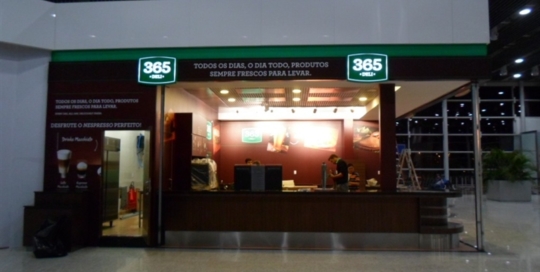 365
DELI
TODOS OS DIAS, O DIA TODO, PRODUTOS
SEMPRE FRESCOS PARA LEVAR.
365
DELI
TODOS OS DIAS, O DIA TODO, PRODUTOS
SEMPRE FRESCOS PARA LEVAR.
DESFRUTE O NESPRESSO PERFEITO!
365